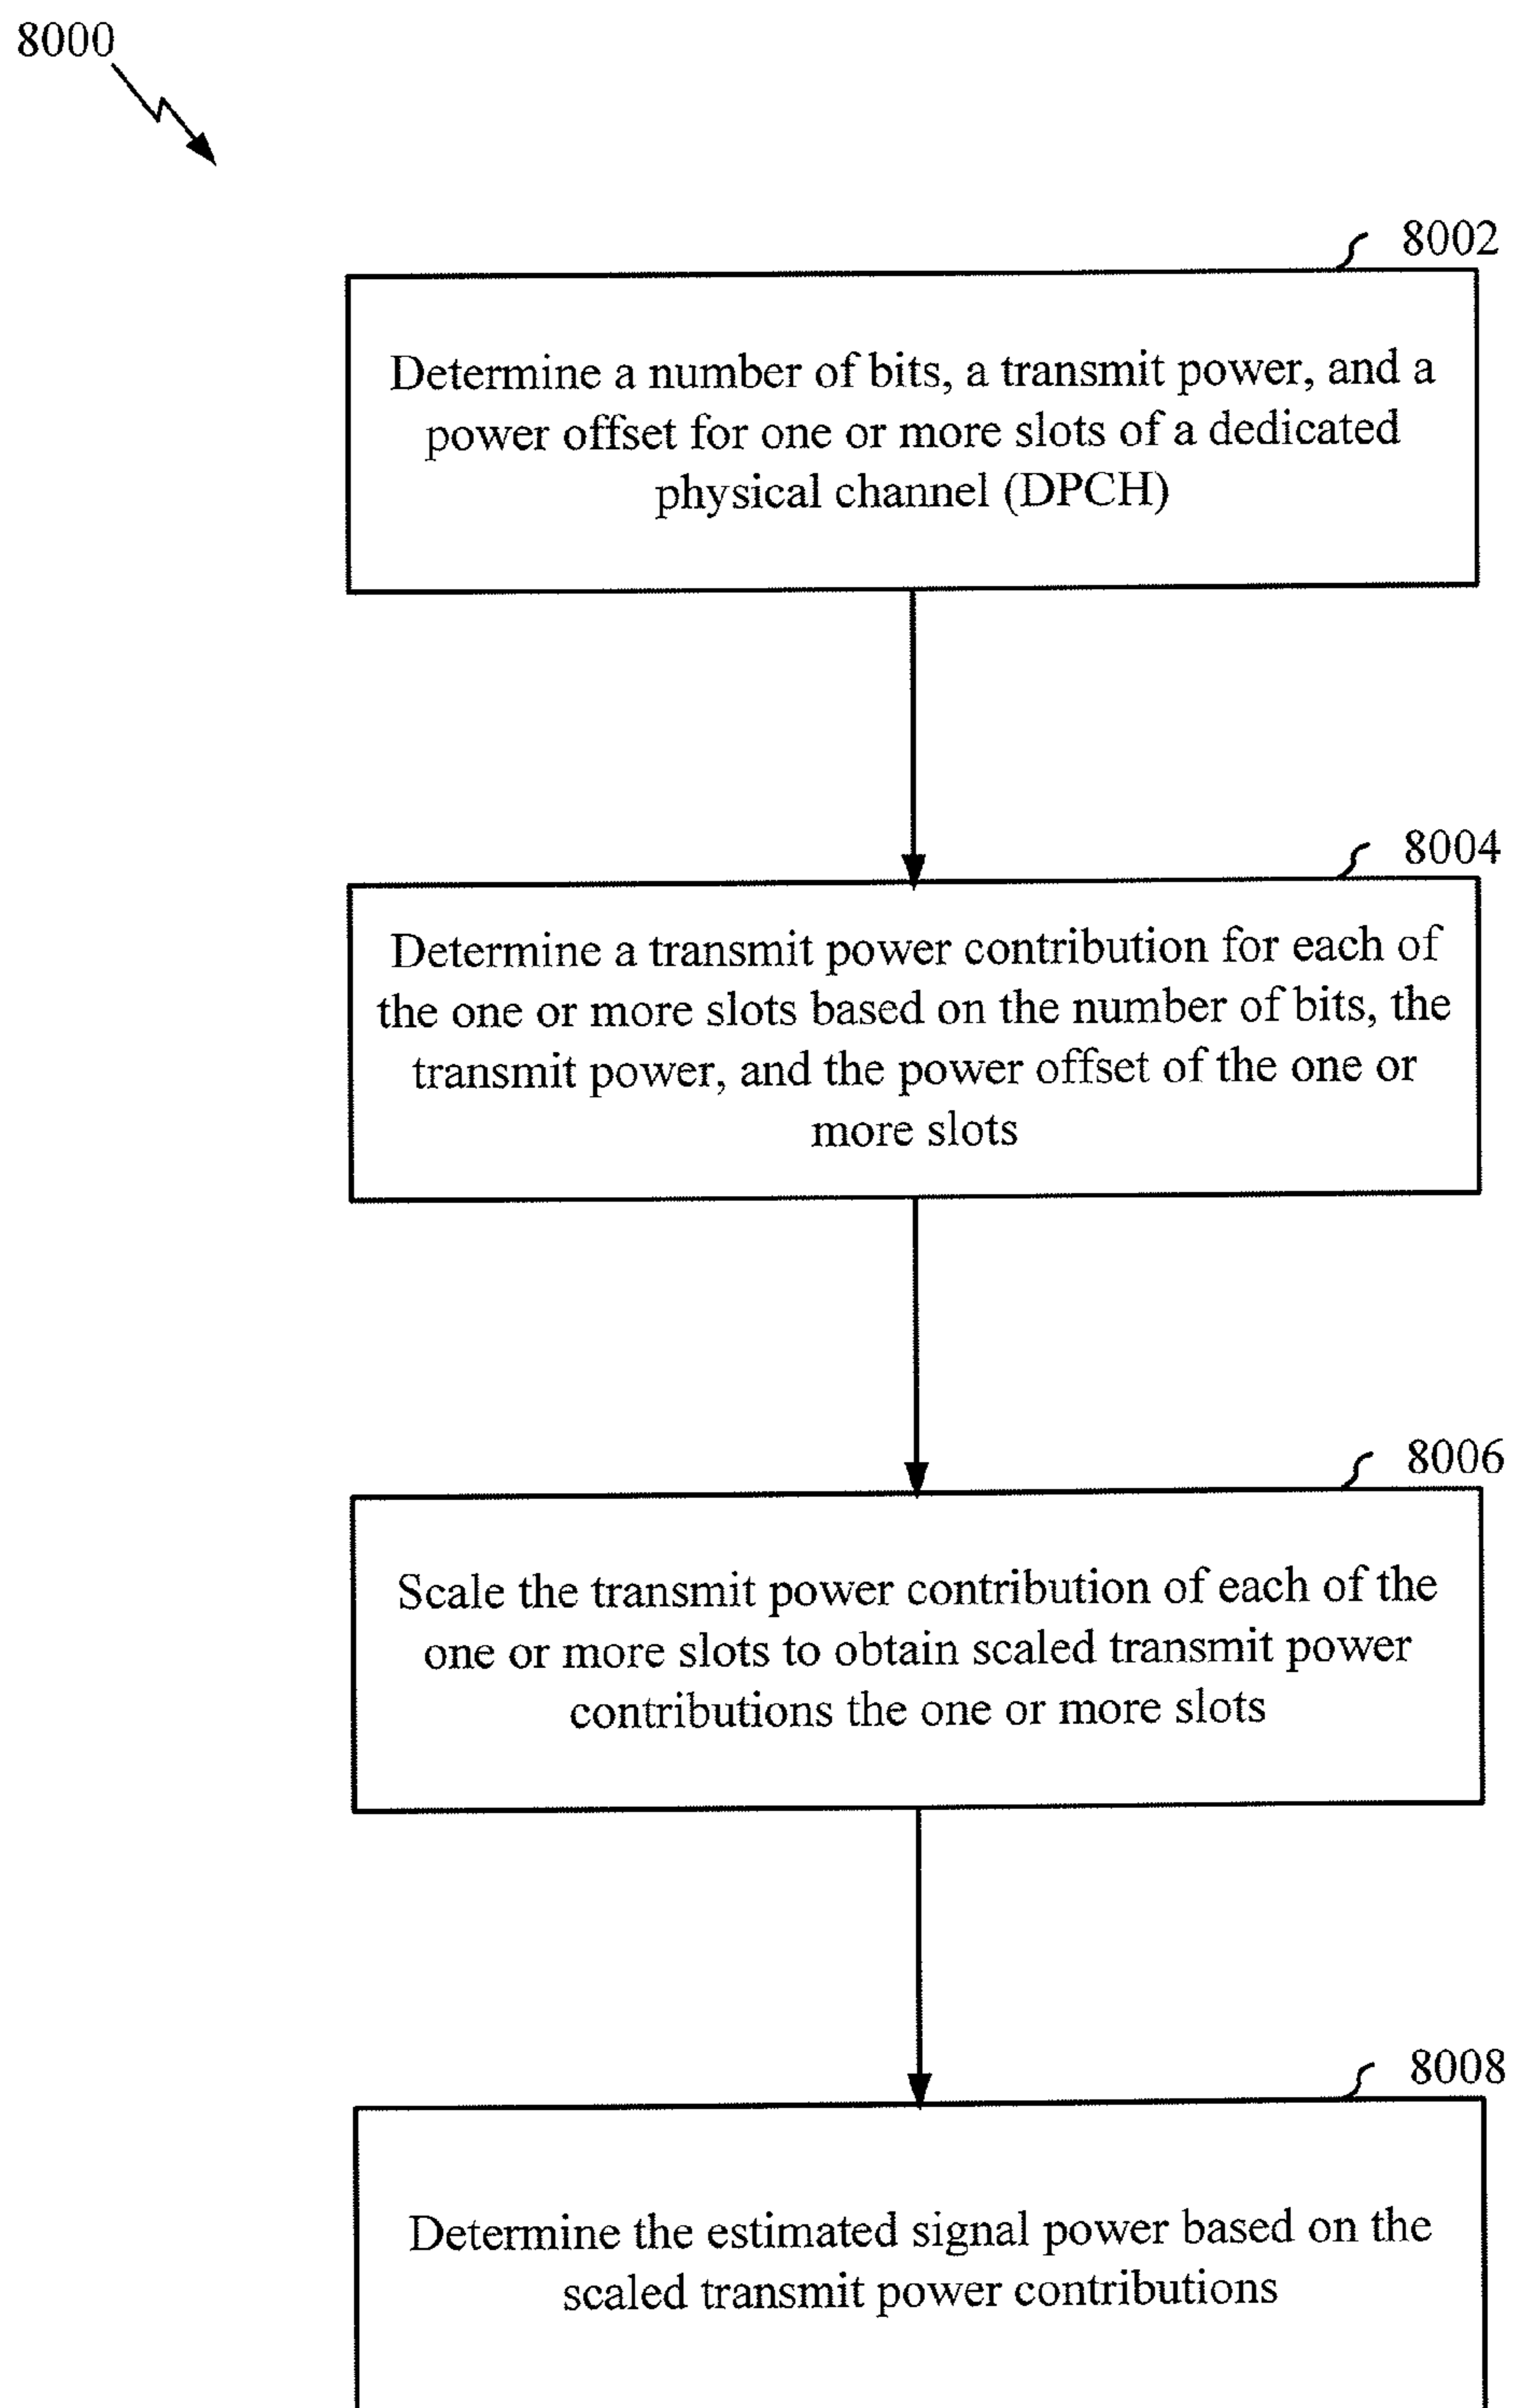 8000
8002
Determine a number of bits, a transmit power, and a
power offset for one or more slots of a dedicated
physical channel (DPCH)
8004
Determine a transmit power contribution for each of
the one or more slots based on the number of bits, the
transmit power, and the power offset of the one or
more slots
8006
Scale the transmit power contribution of each of the
one or more slots to obtain scaled transmit power
contributions the one or more slots
8008
Determine the estimated signal power based on the
scaled transmit power contributions